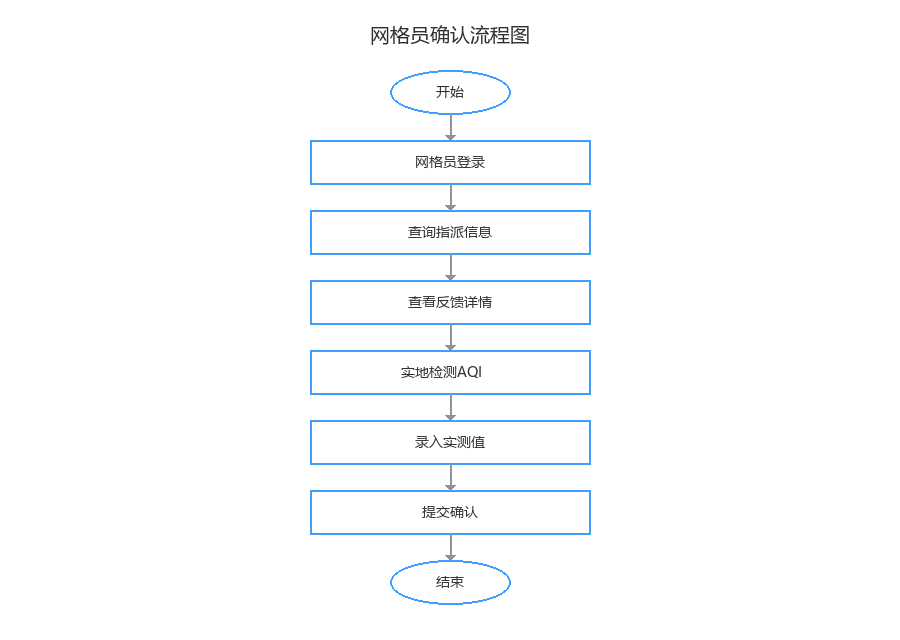 网格员确认流程图
开始
网格员登录
查询指派信息
查看反馈详情
实地检测AQI
录入实测值
提交确认
结束